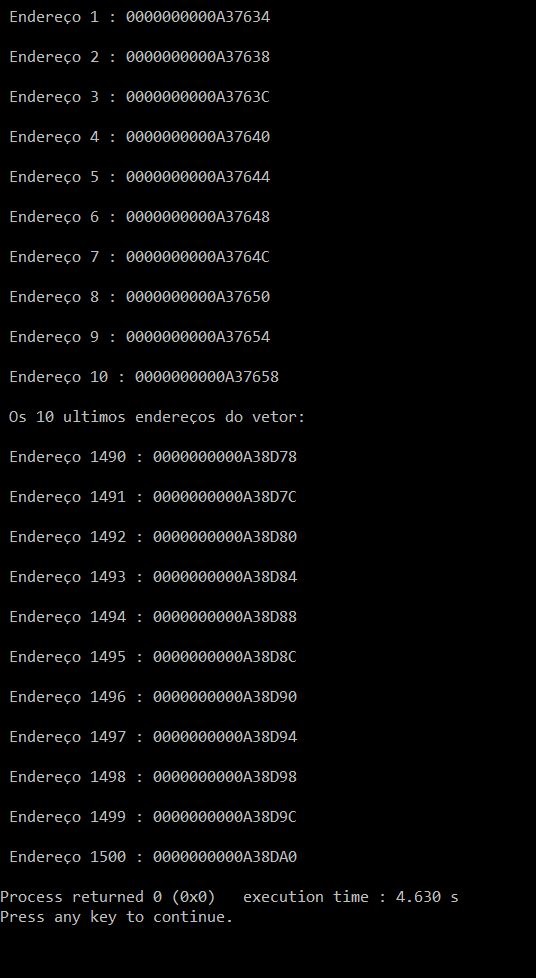 Endereço 1 : 0000000000A37634
Endereço 2 : 0000000000A37638
Endereço 3 : 0000000000A3763C
Endereço 4 : 0000000000A37640
Endereço 5 : 0000000000A37644
Endereço 6 : 0000000000A37648
Endereço 7 : 0000000000A3764C
Endereço 8 : 0000000000A37650
Endereço 9 : 0000000000A37654
Endereço 10 : 0000000000A37658
Os 10 ultimos endereços do vetor:
Endereço 1490 : 0000000000A38D78
Endereço 1491 : 0000000000A38D7C
Endereço 1492 : 0000000000A38D80
Endereço 1493 : 0000000000A38D84
Endereço 1494 : 0000000000A38D88
Endereço 1495 : 0000000000A38D8C
Endereço 1496 : 0000000000A38D90
Endereço 1497 : 0000000000A38D94
Endereço 1498 : 0000000000A38D98
Endereço 1499 : 0000000000A38D9C
Endereço 1500 : 0000000000A38DA0
Process returned 0 (0x0)   execution time : 4.630 s
Press any key to continue.